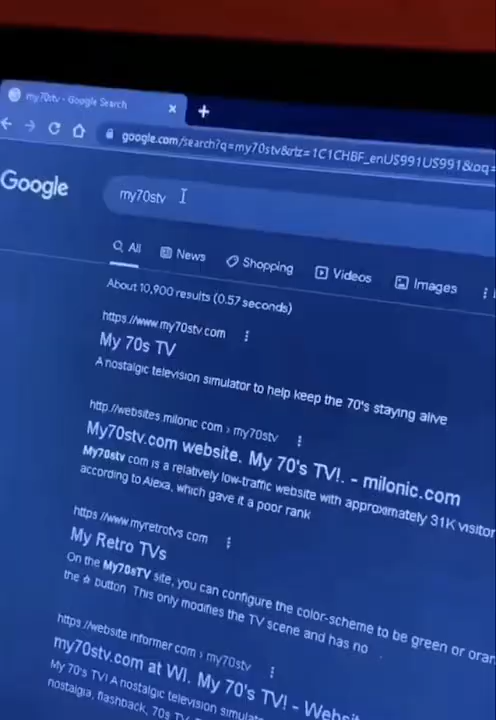 my70stv - Google Search
google.com/search?q=my70stv&rlz=1C1CHBF_enUS991US991&oq=
Google
my70stv
All News Shopping Videos Images
About 10,900 results (0.57 seconds)
https://www.my70stv.com
My 70s TV
A nostalgic television simulator to help keep the 70's staying alive
http://websites.milonic.com › my70stv
My70stv.com website. My 70's TV!. - milonic.com
My70stv.com is a relatively low-traffic website with approximately 31K visitor
according to Alexa, which gave it a poor rank
https://www.myretrotvs.com
My Retro TVs
On the My70sTV site, you can configure the color-scheme to be green or oran
the ☆ button. This only modifies the TV scene and has no
https://website.informer.com › my70stv
my70stv.com at WI. My 70's TV! - Websit
My 70's TV! A nostalgic television simulat
nostalgia, flashback, 70s TV